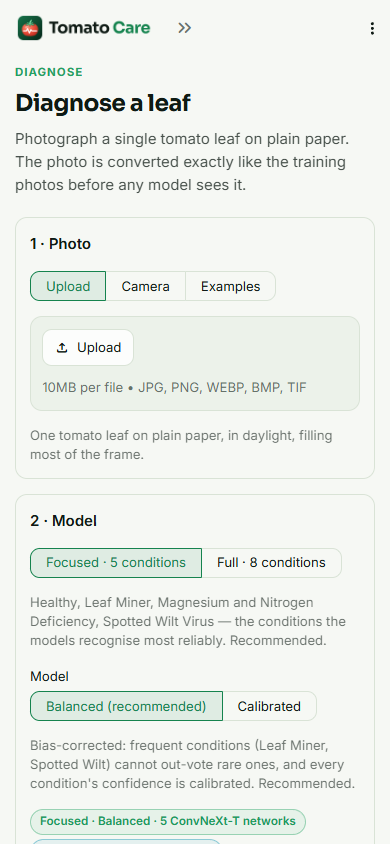 Tomato Care
DIAGNOSE
Diagnose a leaf
Photograph a single tomato leaf on plain paper.
The photo is converted exactly like the training
photos before any model sees it.
1 · Photo
Upload Camera Examples
Upload
10MB per file • JPG, PNG, WEBP, BMP, TIF
One tomato leaf on plain paper, in daylight, filling
most of the frame.
2 · Model
Focused · 5 conditions Full · 8 conditions
Healthy, Leaf Miner, Magnesium and Nitrogen
Deficiency, Spotted Wilt Virus — the conditions the
models recognise most reliably. Recommended.
Model
Balanced (recommended) Calibrated
Bias-corrected: frequent conditions (Leaf Miner,
Spotted Wilt) cannot out-vote rare ones, and every
condition's confidence is calibrated. Recommended.
Focused · Balanced · 5 ConvNeXt-T networks